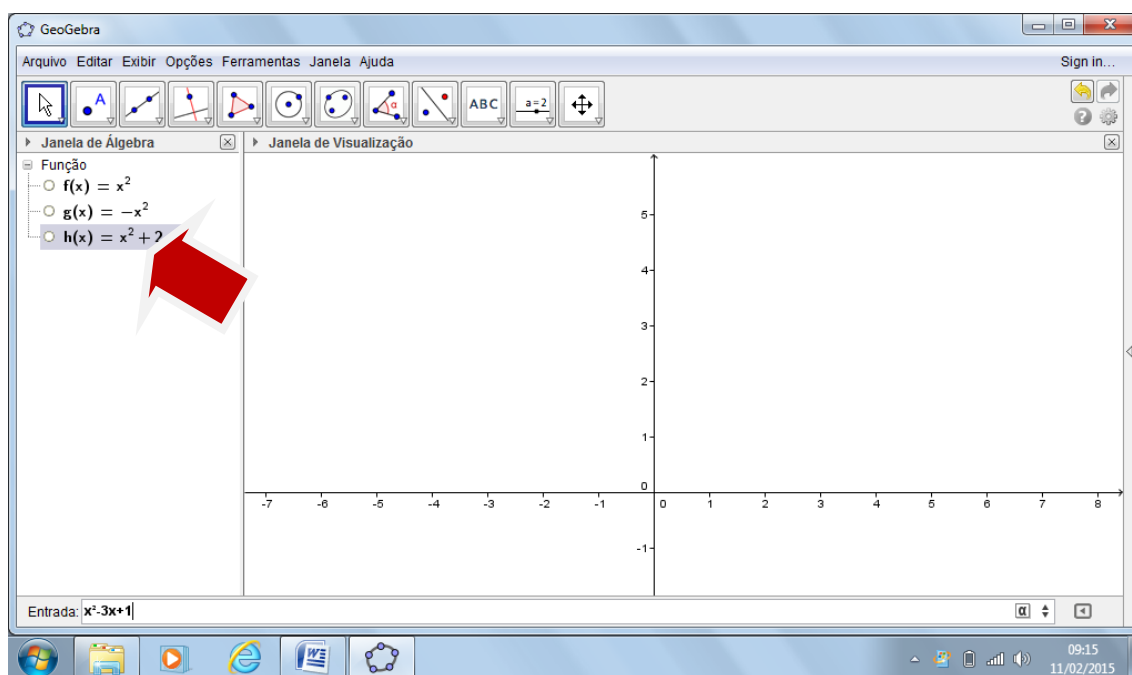 GeoGebra
Arquivo Editar Exibir Opções Ferramentas Janela Ajuda Sign in...
A α ABC a=2
Janela de Álgebra Janela de Visualização
Função
f(x) = x²
g(x) = −x²
h(x) = x² + 2
5
4
3
2
1
0
-7 -6 -5 -4 -3 -2 -1 0 1 2 3 4 5 6 7 8
-1
Entrada: x²-3x+1 α
W
09:15
11/02/2015